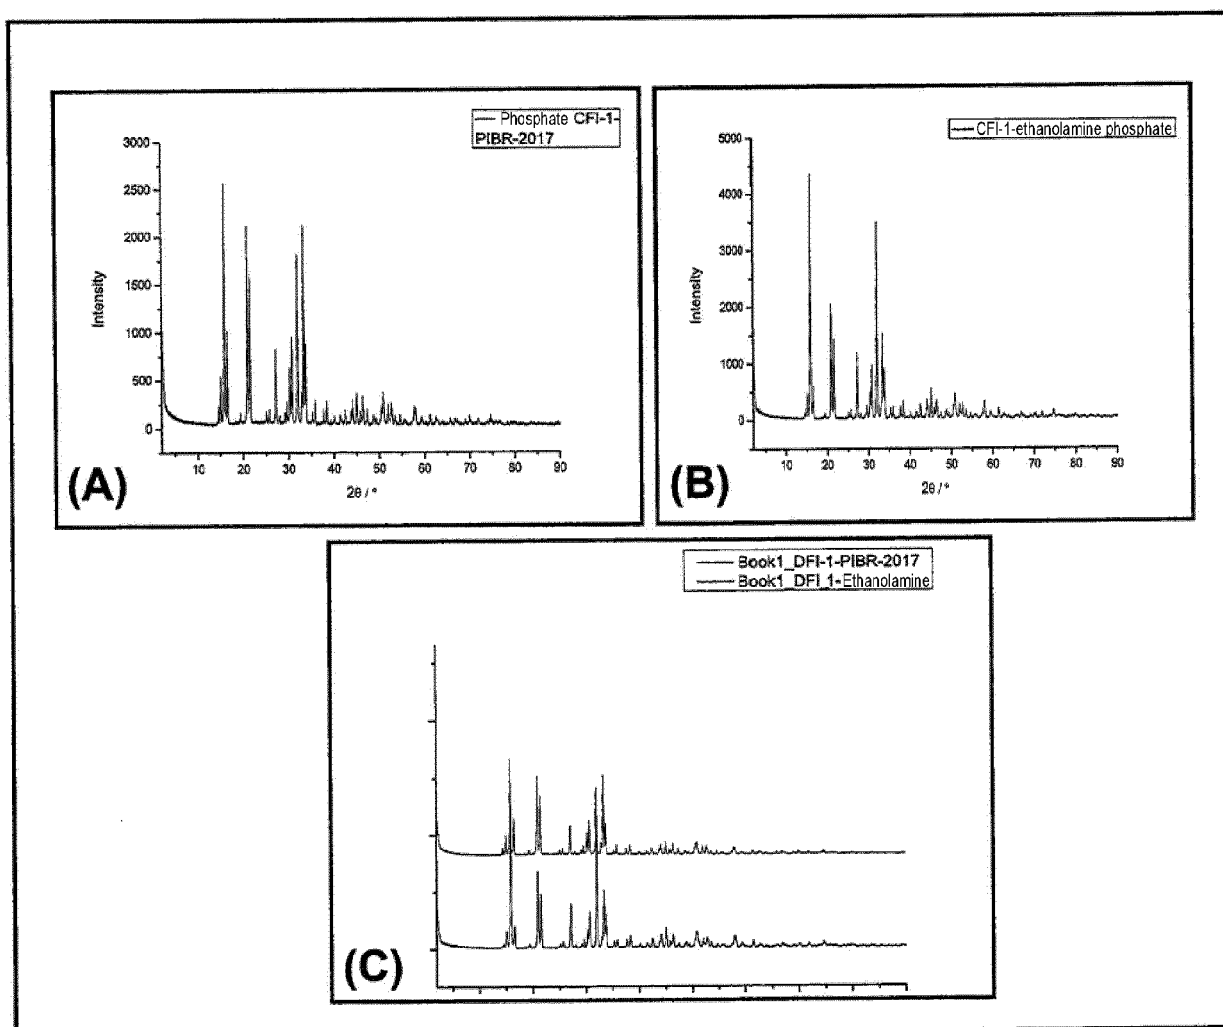 Phosphate CFI-1-
PIBR-2017
3000
2500
2000
1500
1000
500
0
Intensity
10 20 30 40 50 60 70 80 90
2θ / °
(A)
CFI-1-ethanolamine phosphate
5000
4000
3000
2000
1000
0
Intensity
10 20 30 40 50 60 70 80 90
2θ / °
(B)
Book1_DFI-1-PIBR-2017
Book1_DFI_1-Ethanolamine
(C)